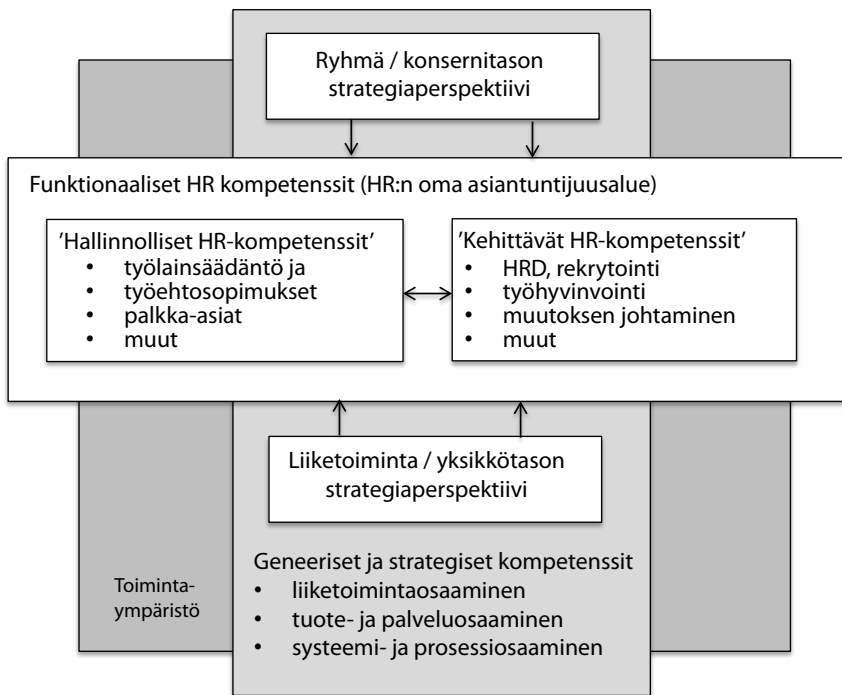 Ryhmä / konsernitason
strategiaperspektiivi
Funktionaaliset HR kompetenssit (HR:n oma asiantuntijuusalue)
’Hallinnolliset HR-kompetenssit’
• työlainsäädäntö ja
• työehtosopimukset
• palkka-asiat
• muut
’Kehittävät HR-kompetenssit’
• HRD, rekrytointi
• työhyvinvointi
• muutoksen johtaminen
• muut
Liiketoiminta / yksikkötason
strategiaperspektiivi
Geneeriset ja strategiset kompetenssit
• liiketoimintaosaaminen
• tuote- ja palveluosaaminen
• systeemi- ja prosessiosaaminen
Toiminta-
ympäristö